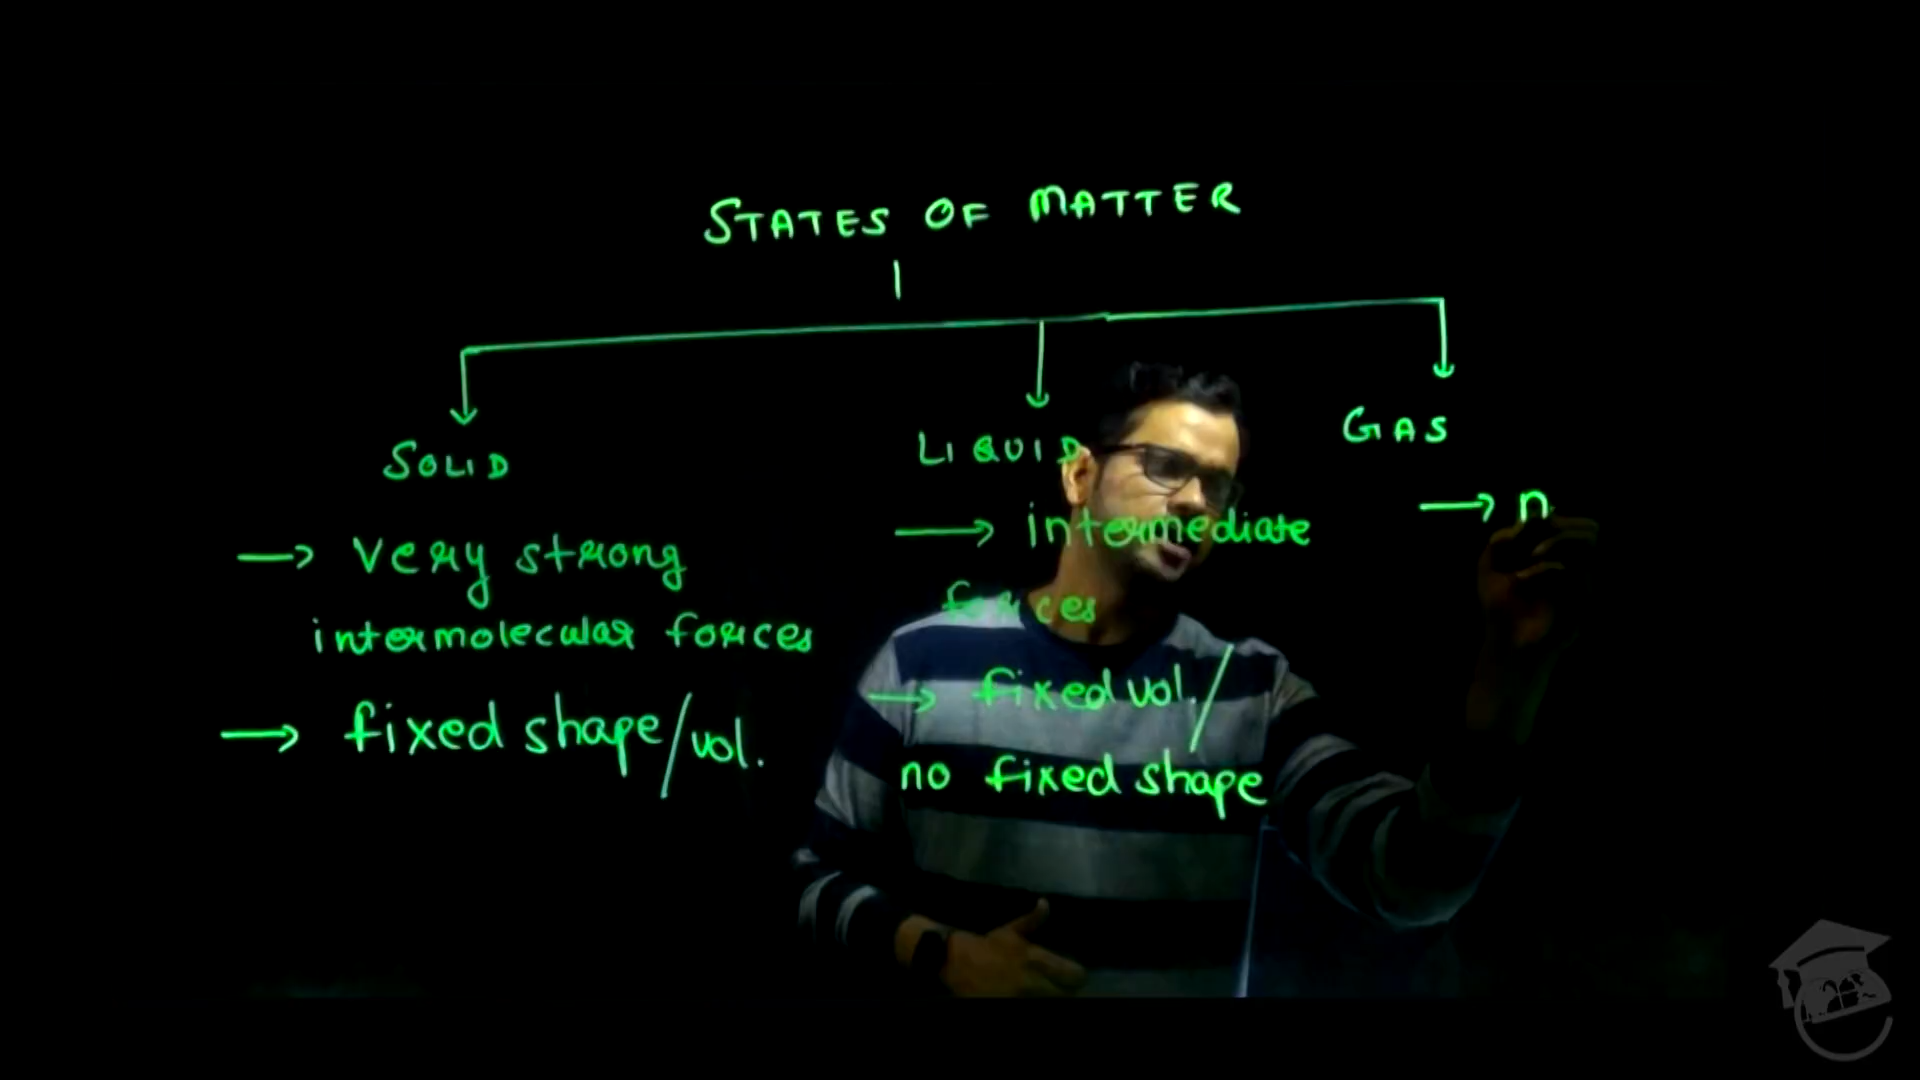 STATES OF MATTER
SOLID
→ very strong
intermolecular forces
→ fixed shape/vol.
LIQUID
→ intermediate
forces
→ fixed vol./
no fixed shape
GAS
→ n